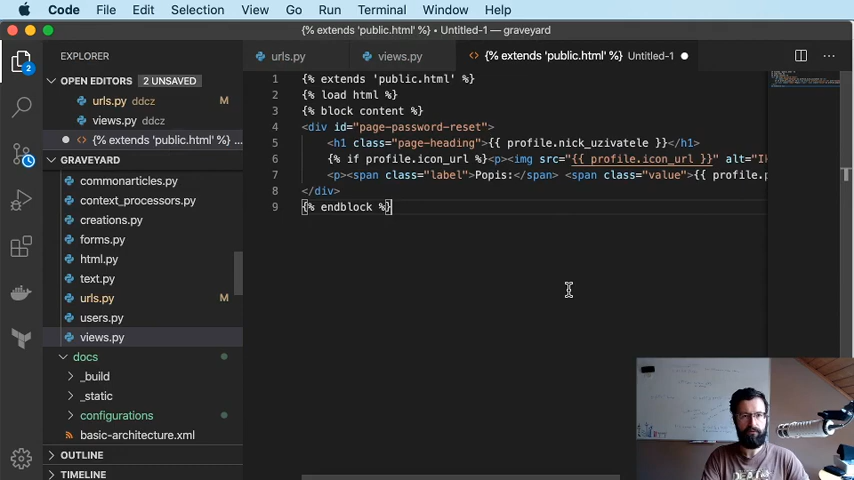 Code File Edit Selection View Go Run Terminal Window Help
{% extends 'public.html' %} • Untitled-1 — graveyard
EXPLORER
OPEN EDITORS 2 UNSAVED
urls.py ddcz M
views.py ddcz
{% extends 'public.html' %} ...
GRAVEYARD
commonarticles.py
context_processors.py
creations.py
forms.py
html.py
text.py
urls.py M
users.py
views.py
docs
_build
_static
configurations
basic-architecture.xml
OUTLINE
TIMELINE
2
urls.py views.py {% extends 'public.html' %} Untitled-1 ...
1 {% extends 'public.html' %}
2 {% load html %}
3 {% block content %}
4 <div id="page-password-reset">
5 <h1 class="page-heading">{{ profile.nick_uzivatele }}</h1>
6 {% if profile.icon_url %}<p><img src="{{ profile.icon_url }}" alt="Ik
7 <p><span class="label">Popis:</span> <span class="value">{{ profile.p
8 </div>
9 {% endblock %}